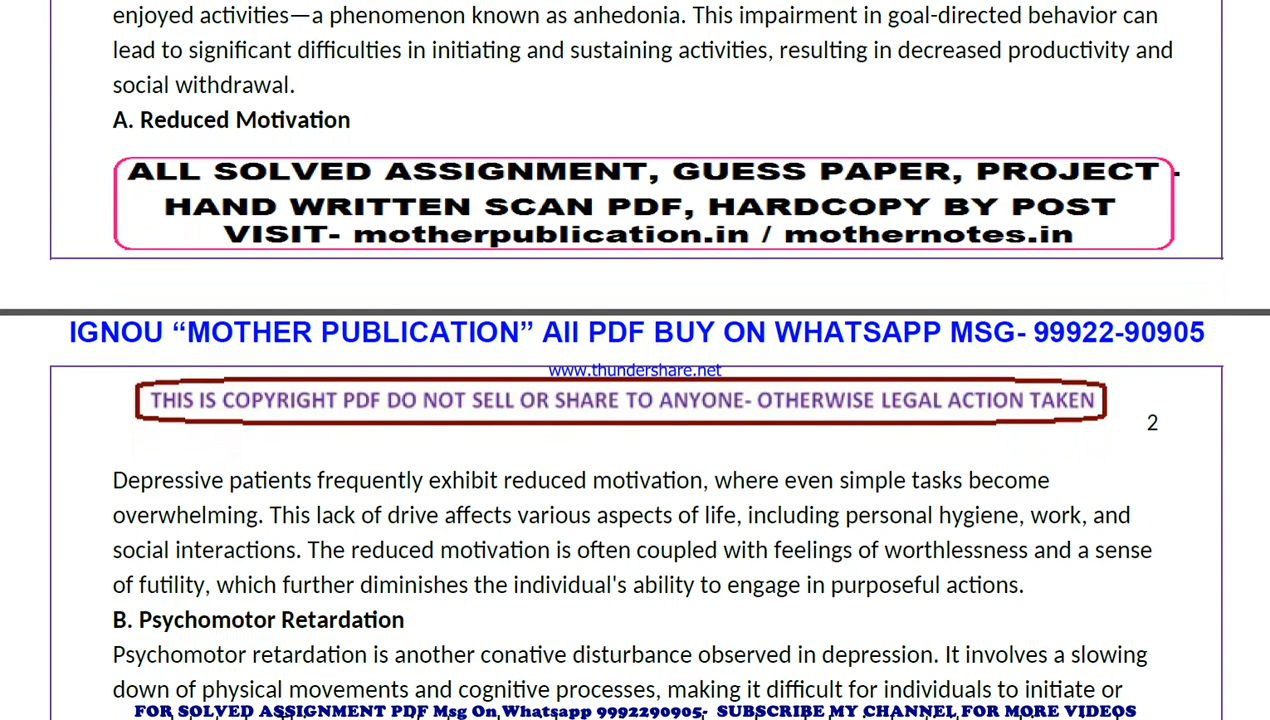 enjoyed activities—a phenomenon known as anhedonia. This impairment in goal-directed behavior can
lead to significant difficulties in initiating and sustaining activities, resulting in decreased productivity and
social withdrawal.
A. Reduced Motivation
ALL SOLVED ASSIGNMENT, GUESS PAPER, PROJECT -
HAND WRITTEN SCAN PDF, HARDCOPY BY POST
VISIT- motherpublication.in / mothernotes.in
IGNOU “MOTHER PUBLICATION” All PDF BUY ON WHATSAPP MSG- 99922-90905
www.thundershare.net
THIS IS COPYRIGHT PDF DO NOT SELL OR SHARE TO ANYONE- OTHERWISE LEGAL ACTION TAKEN
2
Depressive patients frequently exhibit reduced motivation, where even simple tasks become
overwhelming. This lack of drive affects various aspects of life, including personal hygiene, work, and
social interactions. The reduced motivation is often coupled with feelings of worthlessness and a sense
of futility, which further diminishes the individual's ability to engage in purposeful actions.
B. Psychomotor Retardation
Psychomotor retardation is another conative disturbance observed in depression. It involves a slowing
down of physical movements and cognitive processes, making it difficult for individuals to initiate or
FOR SOLVED ASSIGNMENT PDF Msg On Whatsapp 9992290905- SUBSCRIBE MY CHANNEL FOR MORE VIDEOS